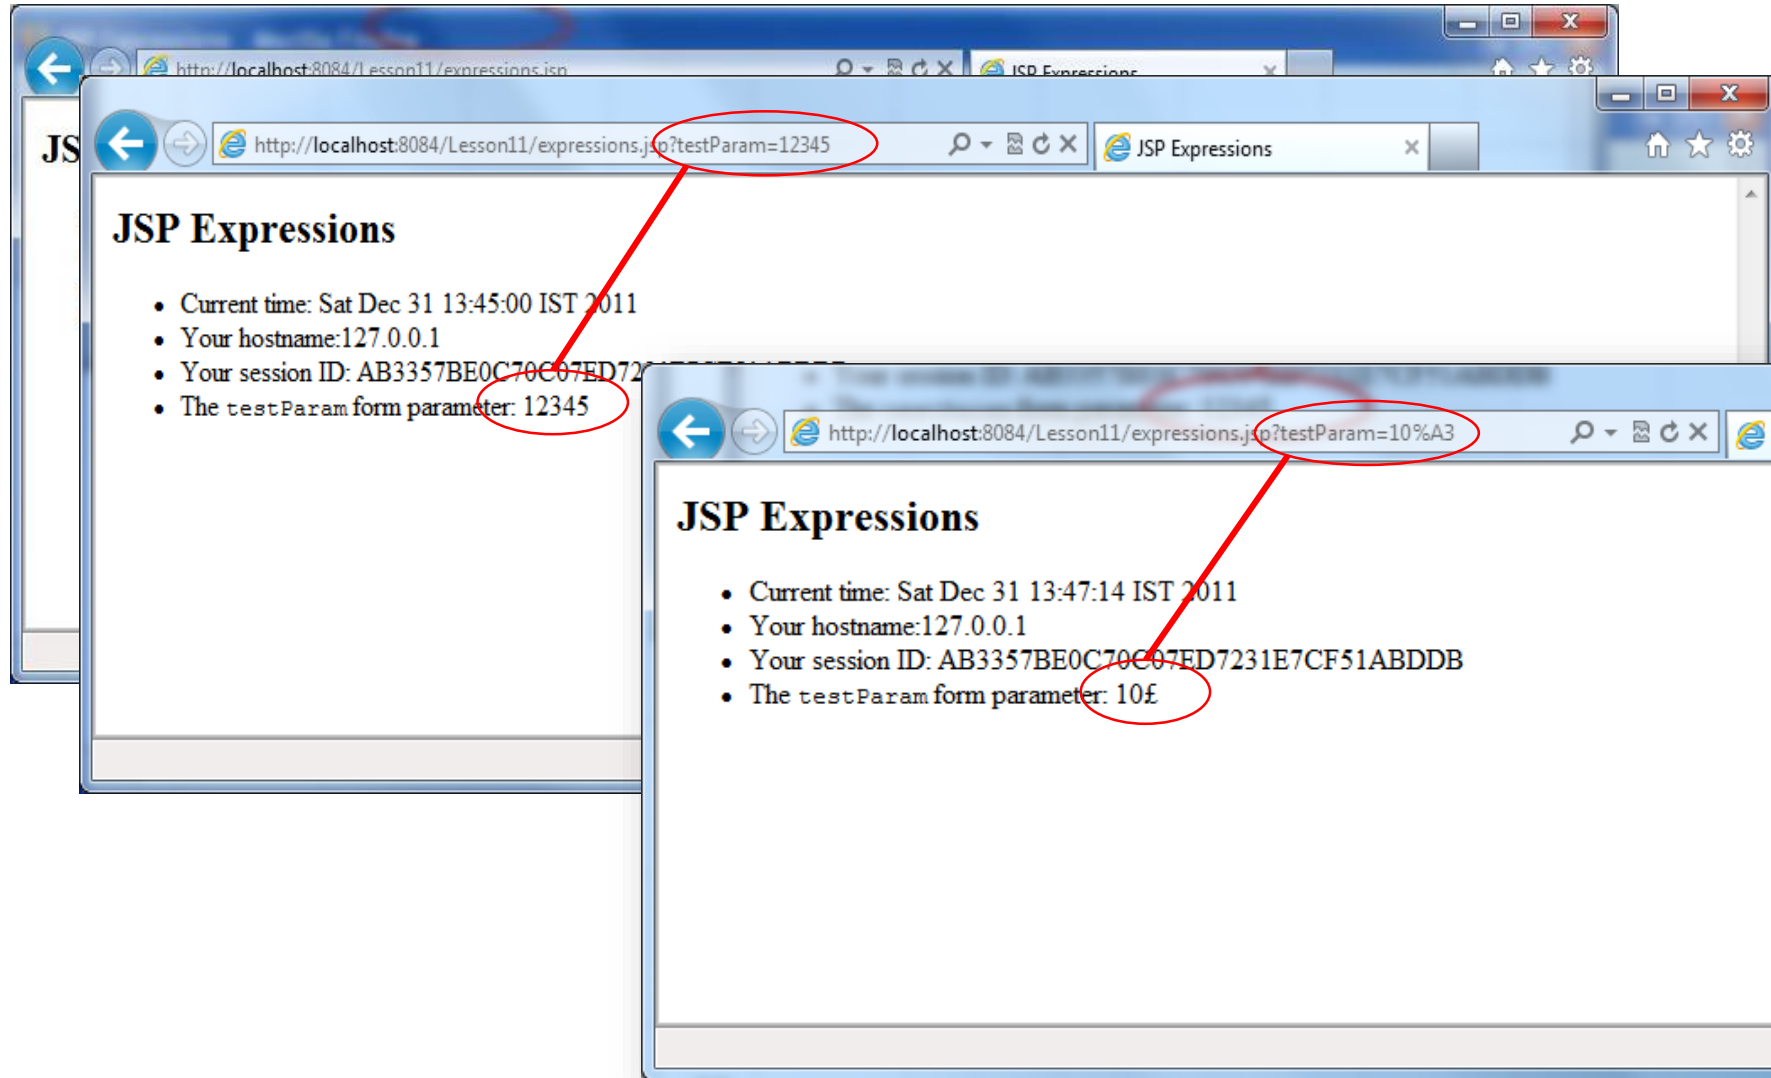 http://localhost:8084/Lesson11/expressions.jsp
JSP Expressions
JS
http://localhost:8084/Lesson11/expressions.jsp?testParam=12345
JSP Expressions
JSP Expressions
Current time: Sat Dec 31 13:45:00 IST 2011
Your hostname:127.0.0.1
Your session ID: AB3357BE0C70C07ED72
The testParam form parameter: 12345
http://localhost:8084/Lesson11/expressions.jsp?testParam=10%A3
JSP Expressions
Current time: Sat Dec 31 13:47:14 IST 2011
Your hostname:127.0.0.1
Your session ID: AB3357BE0C70C07ED7231E7CF51ABDDB
The testParam form parameter: 10£